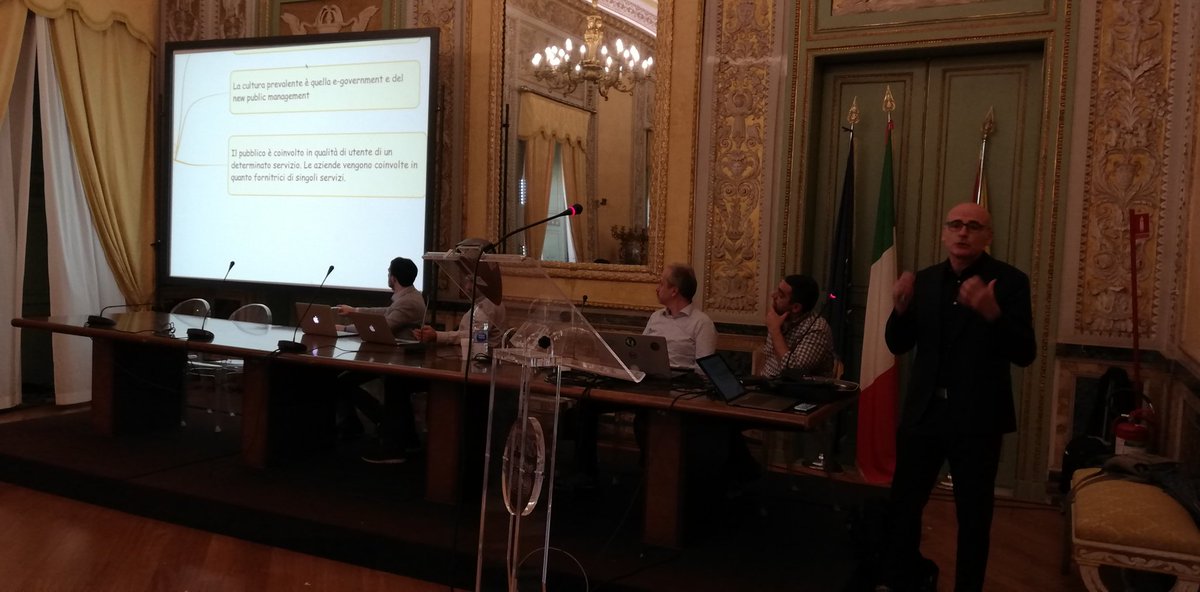 La cultura prevalente è quella e-government e del
new public management
Il pubblico è coinvolto in qualità di utente di un
determinato servizio. Le aziende vengono coinvolte in
quanto fornitrici di singoli servizi.